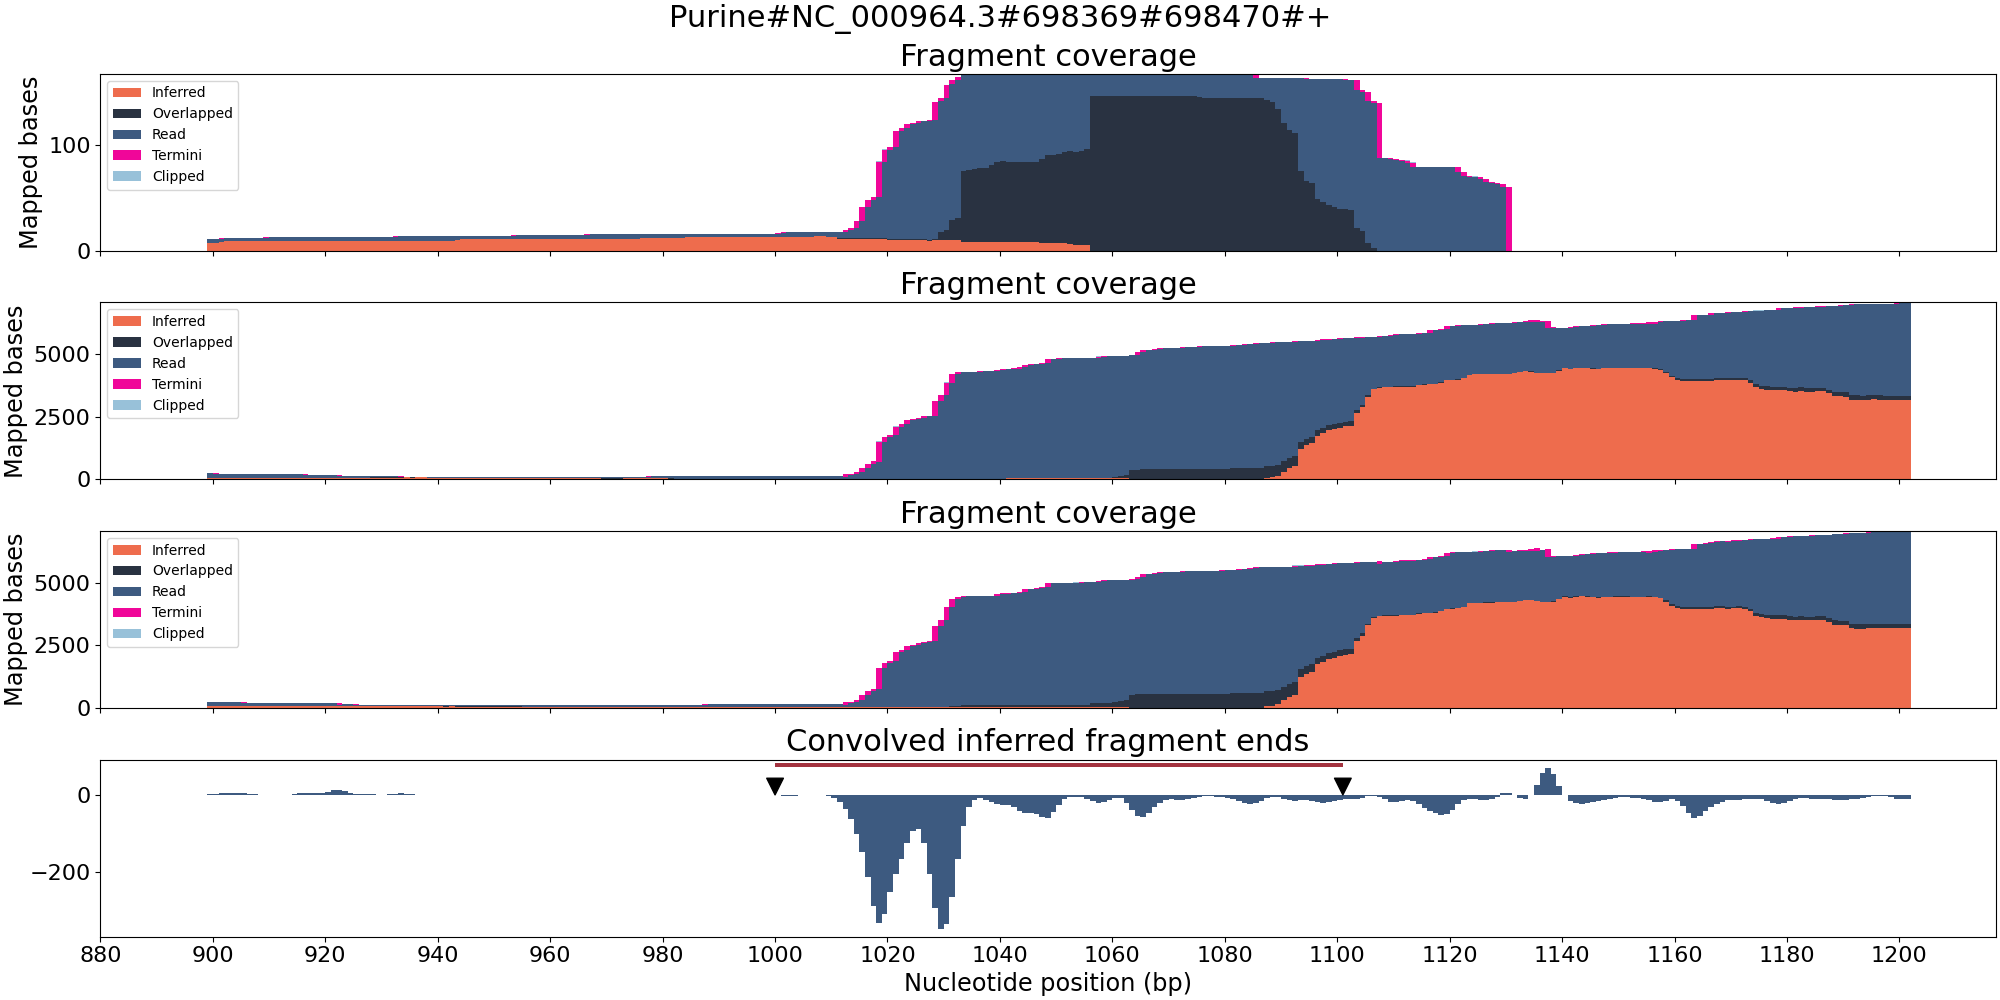 Purine#NC_000964.3#698369#698470#+
Fragment coverage
Mapped bases
100
0
Inferred
Overlapped
Read
Termini
Clipped
Fragment coverage
Mapped bases
5000
2500
0
Inferred
Overlapped
Read
Termini
Clipped
Fragment coverage
Mapped bases
5000
2500
0
Inferred
Overlapped
Read
Termini
Clipped
Convolved inferred fragment ends
0
−200
880 900 920 940 960 980 1000 1020 1040 1060 1080 1100 1120 1140 1160 1180 1200
Nucleotide position (bp)